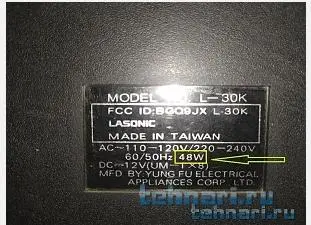 MODEL L-30K
FCC ID:BGQ9JX L-30K
LASONIC
MADE IN TAIWAN
AC-110-120V/220-240V
60/50Hz 48W
DC-12V(UM-1×8)
MFD BY:YUNG FU ELECTRICAL
APPLIANCES CORP LTD.
tehnari.ru
tehnari.ru